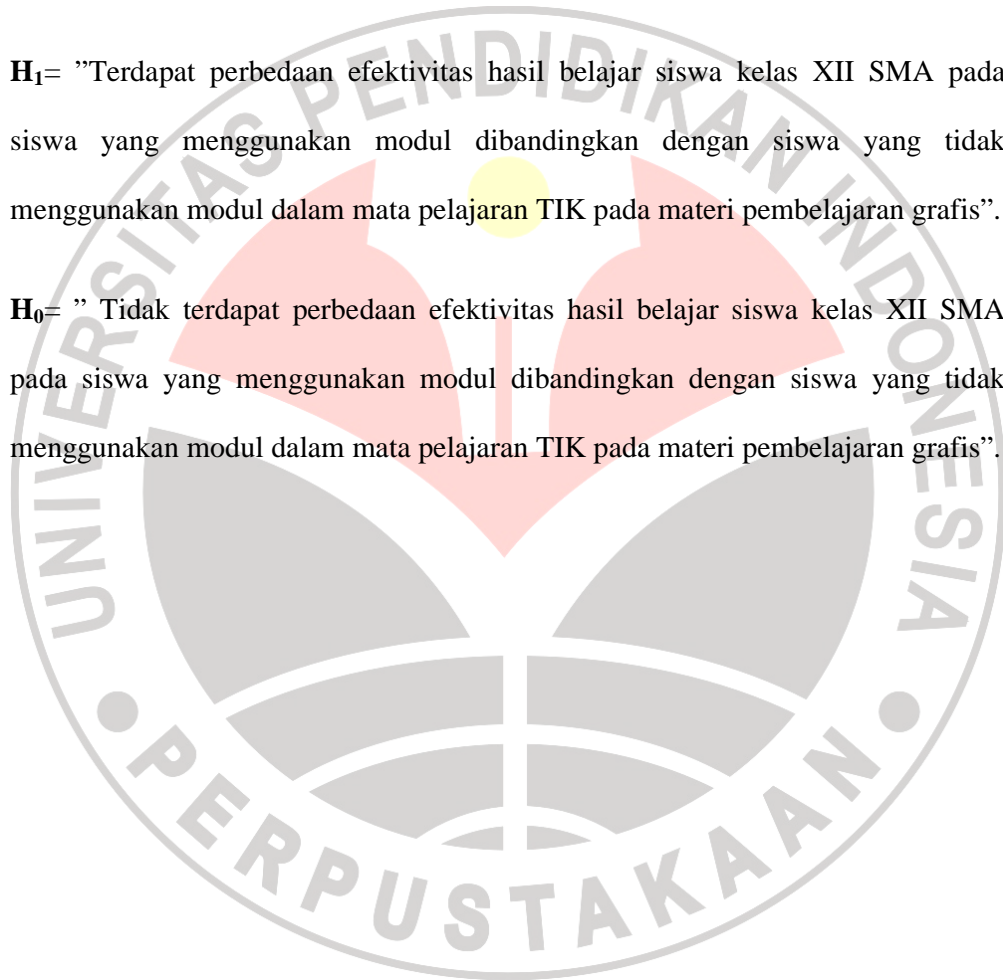 H₁= ”Terdapat perbedaan efektivitas hasil belajar siswa kelas XII SMA pada
siswa yang menggunakan modul dibandingkan dengan siswa yang tidak
menggunakan modul dalam mata pelajaran TIK pada materi pembelajaran grafis”.
H₀= ” Tidak terdapat perbedaan efektivitas hasil belajar siswa kelas XII SMA
pada siswa yang menggunakan modul dibandingkan dengan siswa yang tidak
menggunakan modul dalam mata pelajaran TIK pada materi pembelajaran grafis”.
UNIVERSITAS PENDIDIKAN INDONESIA
PERPUSTAKAAN